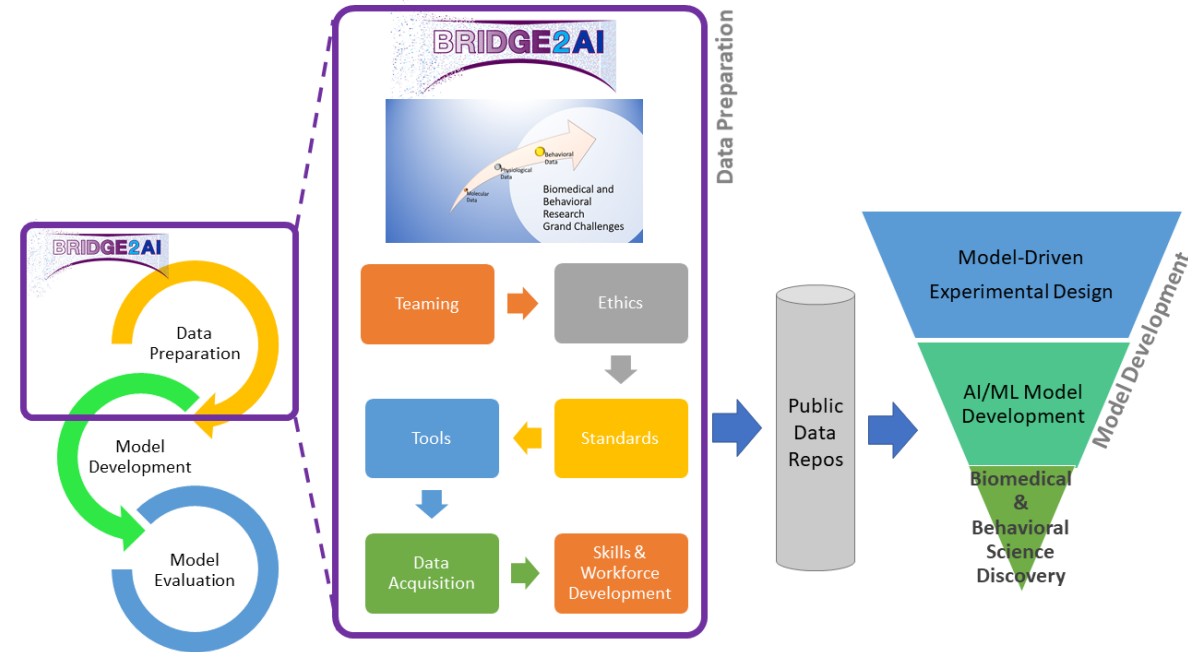 BRIDGE2AI
Data
Preparation
Model
Development
Model
Evaluation
BRIDGE2AI
Behavioral
Data
Physiological
Data
Molecular
Data
Biomedical and
Behavioral
Research
Grand Challenges
Teaming
Ethics
Tools
Standards
Data
Acquisition
Skills &
Workforce
Development
Data Preparation
Public
Data
Repos
Model-Driven
Experimental Design
AI/ML Model
Development
Biomedical
&
Behavioral
Science
Discovery
Model Development